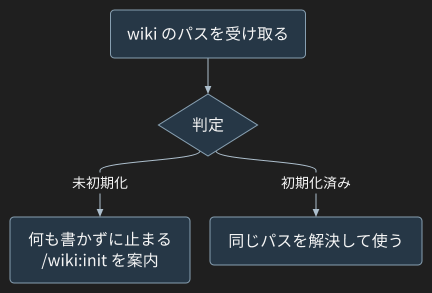 wiki のパスを受け取る
判定
未初期化
初期化済み
何も書かずに止まる
/wiki:init を案内
同じパスを解決して使う